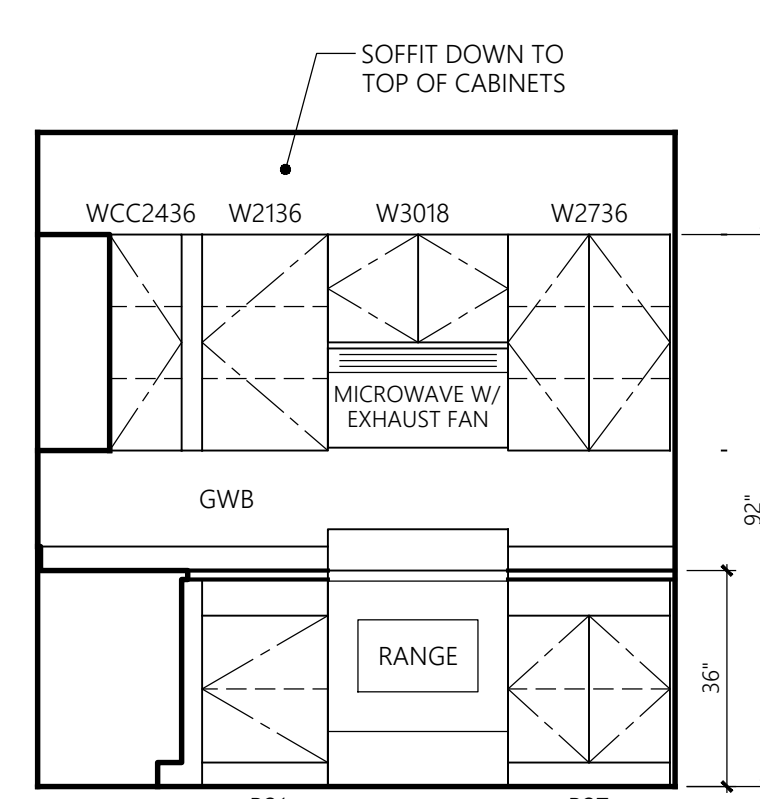 SOFFIT DOWN TO
TOP OF CABINETS
WCC2436
W2136
W3018
W2736
MICROWAVE W/
EXHAUST FAN
GWB
92"
RANGE
36"